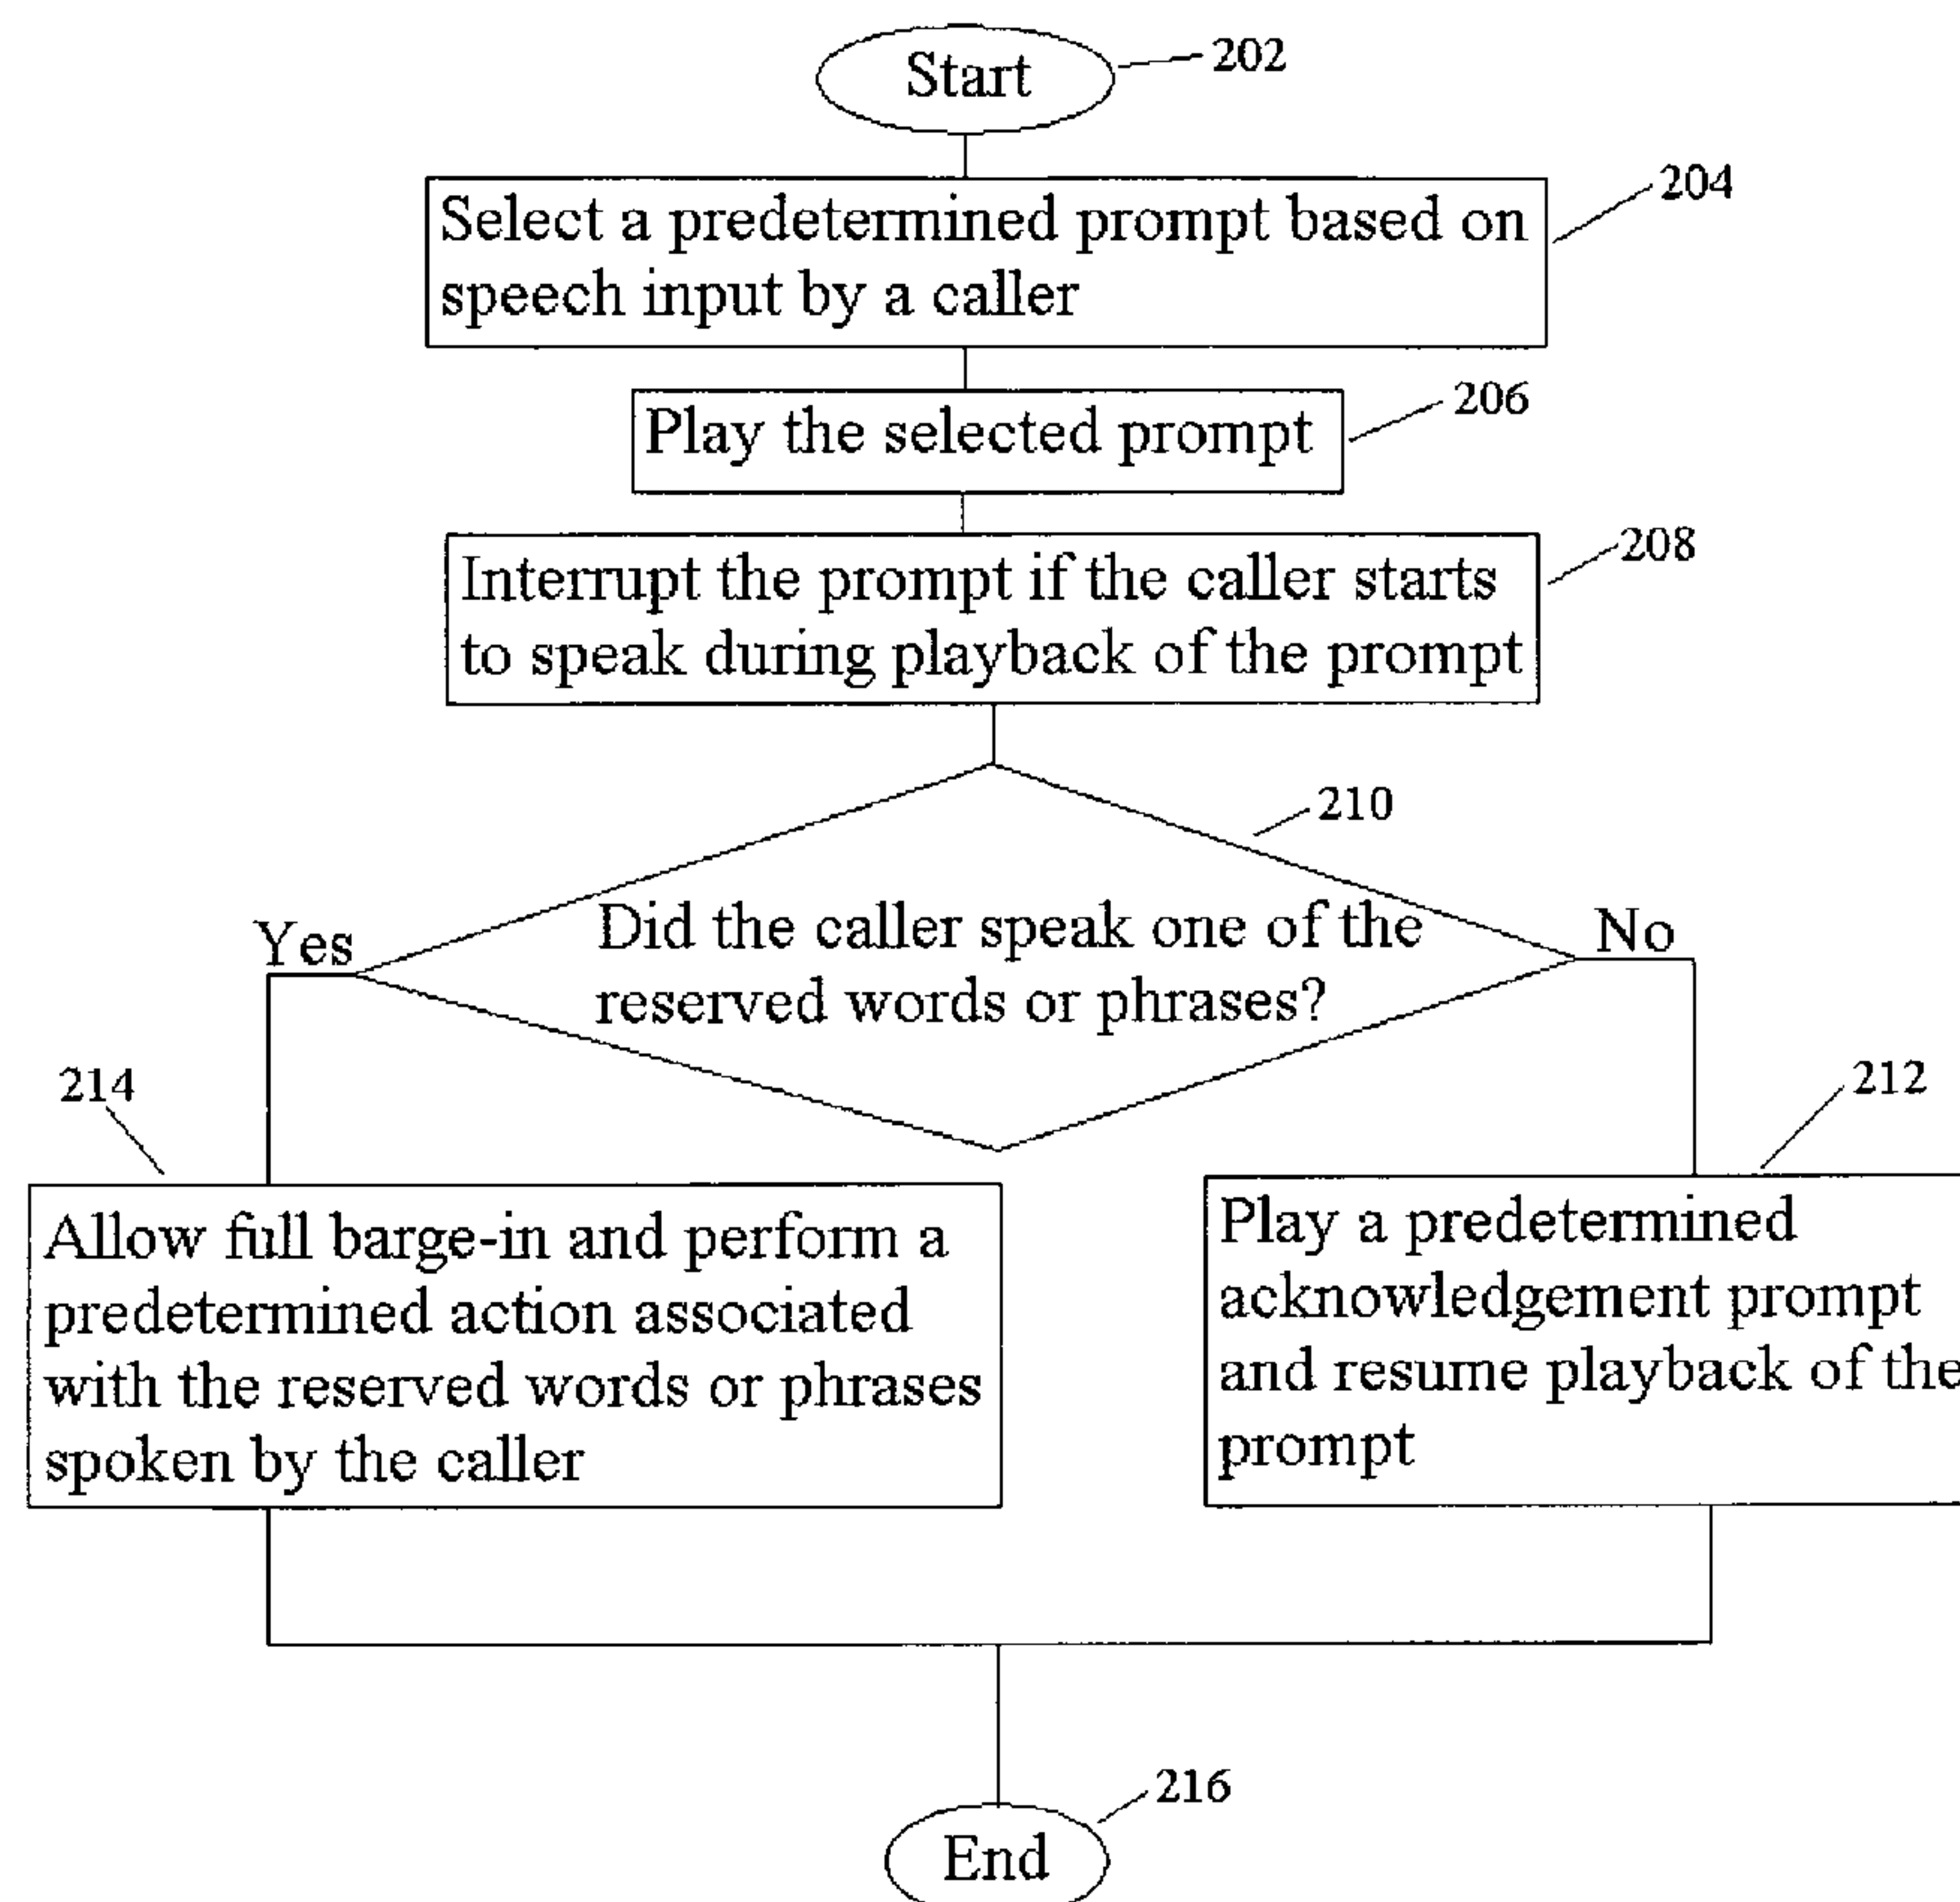 Start
202
Select a predetermined prompt based on
speech input by a caller
204
Play the selected prompt
206
Interrupt the prompt if the caller starts
to speak during playback of the prompt
208
210
Did the caller speak one of the
reserved words or phrases?
Yes
No
214
212
Allow full barge-in and perform a
predetermined action associated
with the reserved words or phrases
spoken by the caller
Play a predetermined
acknowledgement prompt
and resume playback of the
prompt
216
End